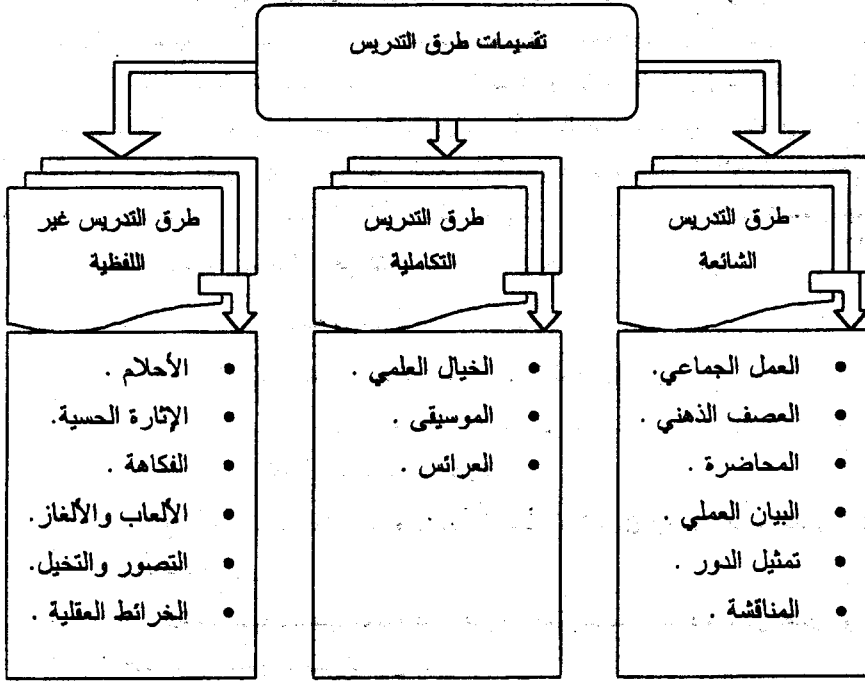 تقسيمات طرق التدريس
طرق التدريس
الشائعة
• العمل الجماعي.
• العصف الذهني .
• المحاضرة .
• البيان العملي .
• تمثيل الدور .
• المناقشة .
طرق التدريس
التكاملية
• الخيال العلمي .
• الموسيقى .
• العرائس .
طرق التدريس غير
اللفظية
• الأحلام .
• الإثارة الحسية.
• الفكاهة .
• الألعاب والألغاز.
• التصور والتخيل.
• الخرائط العقلية .